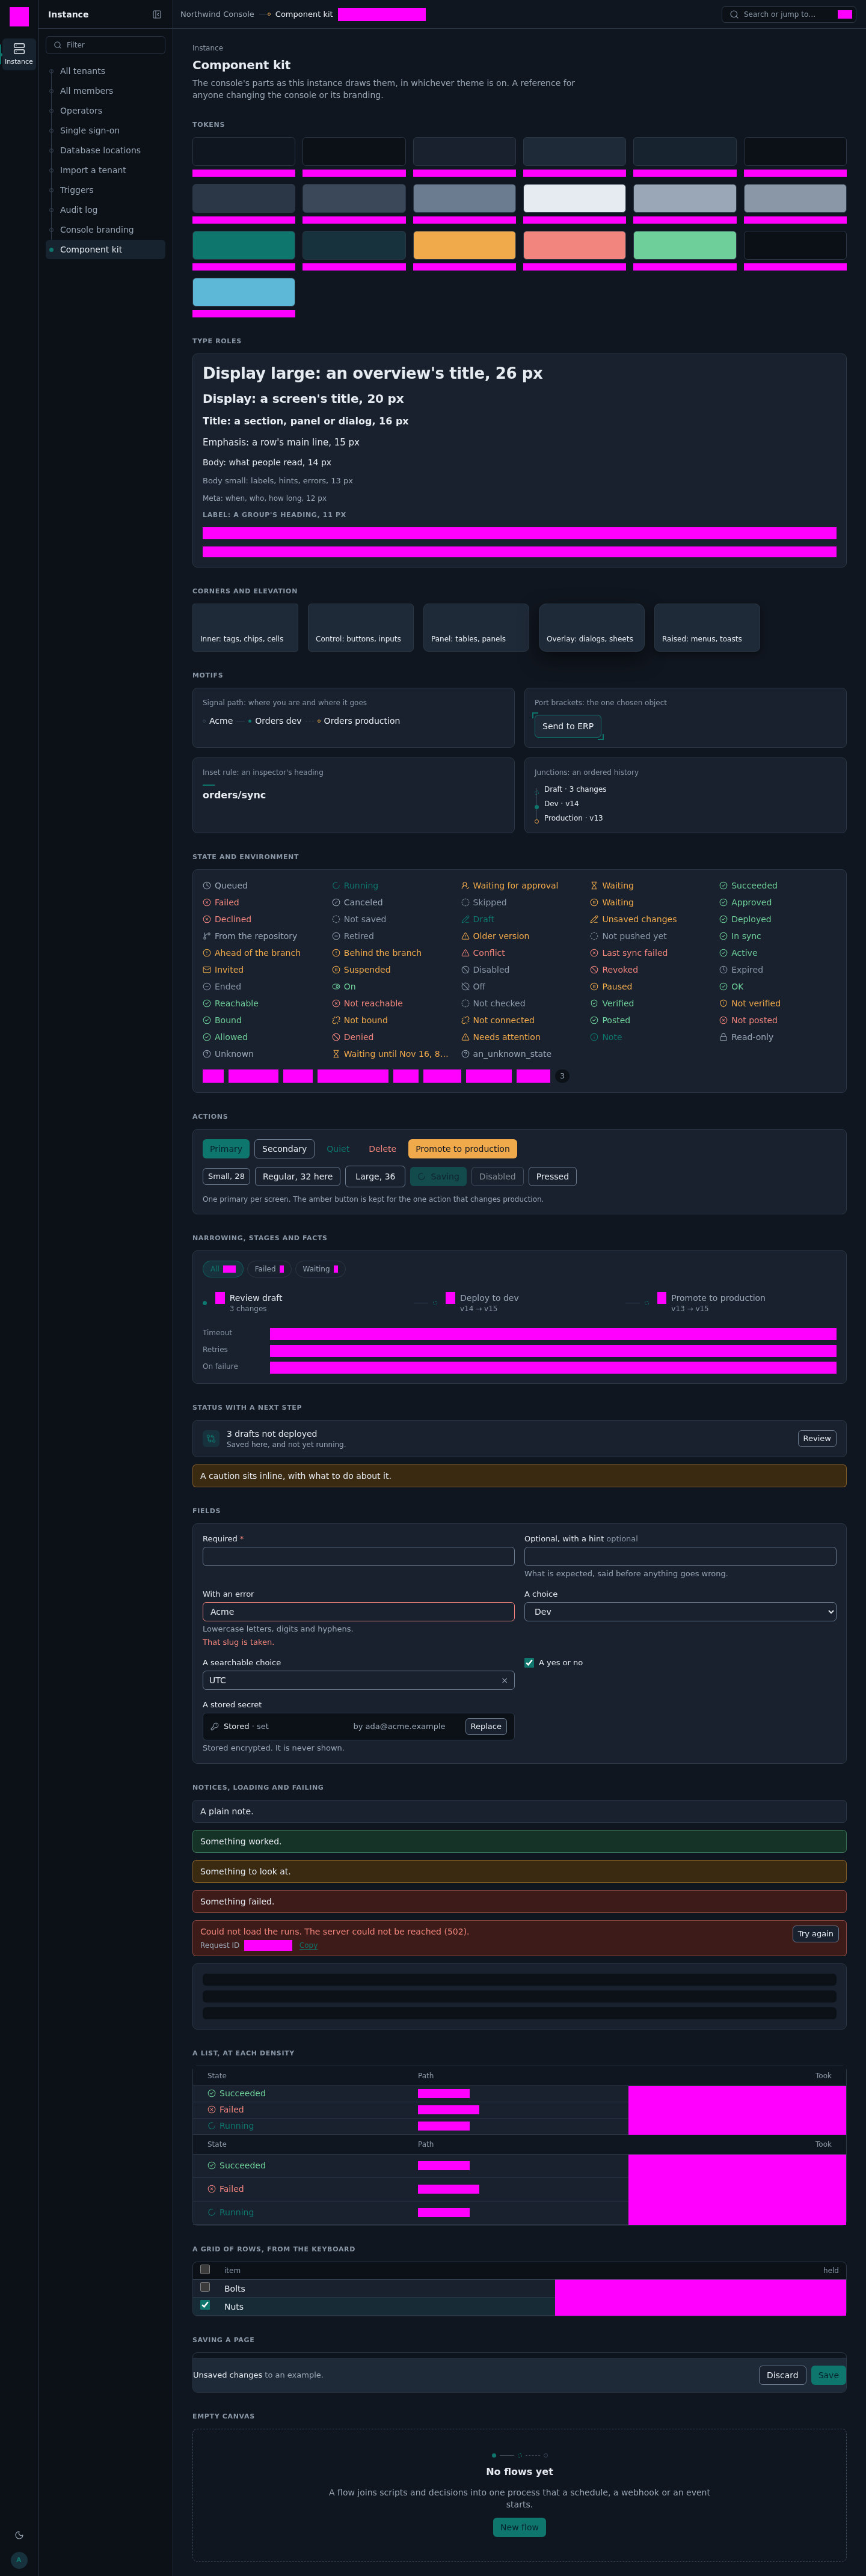 Instance
Northwind Console
Component kit
Search or jump to...
Instance
Filter
All tenants
All members
Operators
Single sign-on
Database locations
Import a tenant
Triggers
Audit log
Console branding
Component kit
A
Instance
Component kit
The console's parts as this instance draws them, in whichever theme is on. A reference for
anyone changing the console or its branding.
TOKENS
TYPE ROLES
Display large: an overview's title, 26 px
Display: a screen's title, 20 px
Title: a section, panel or dialog, 16 px
Emphasis: a row's main line, 15 px
Body: what people read, 14 px
Body small: labels, hints, errors, 13 px
Meta: when, who, how long, 12 px
LABEL: A GROUP'S HEADING, 11 PX
CORNERS AND ELEVATION
Inner: tags, chips, cells
Control: buttons, inputs
Panel: tables, panels
Overlay: dialogs, sheets
Raised: menus, toasts
MOTIFS
Signal path: where you are and where it goes
Acme Orders dev Orders production
Port brackets: the one chosen object
Send to ERP
Inset rule: an inspector's heading
orders/sync
Junctions: an ordered history
Draft · 3 changes
Dev · v14
Production · v13
STATE AND ENVIRONMENT
Queued Running Waiting for approval Waiting Succeeded
Failed Canceled Skipped Waiting Approved
Declined Not saved Draft Unsaved changes Deployed
From the repository Retired Older version Not pushed yet In sync
Ahead of the branch Behind the branch Conflict Last sync failed Active
Invited Suspended Disabled Revoked Expired
Ended On Off Paused OK
Reachable Not reachable Not checked Verified Not verified
Bound Not bound Not connected Posted Not posted
Allowed Denied Needs attention Note Read-only
Unknown Waiting until Nov 16, 8... an_unknown_state
3
ACTIONS
Primary Secondary Quiet Delete Promote to production
Small, 28 Regular, 32 here Large, 36 Saving Disabled Pressed
One primary per screen. The amber button is kept for the one action that changes production.
NARROWING, STAGES AND FACTS
All Failed Waiting
Review draft
3 changes
Deploy to dev
v14 → v15
Promote to production
v13 → v15
Timeout
Retries
On failure
STATUS WITH A NEXT STEP
3 drafts not deployed
Saved here, and not yet running.
Review
A caution sits inline, with what to do about it.
FIELDS
Required *
Optional, with a hint optional
What is expected, said before anything goes wrong.
With an error
Acme
Lowercase letters, digits and hyphens.
That slug is taken.
A choice
Dev
A searchable choice
UTC
A yes or no
A stored secret
Stored · set by ada@acme.example Replace
Stored encrypted. It is never shown.
NOTICES, LOADING AND FAILING
A plain note.
Something worked.
Something to look at.
Something failed.
Could not load the runs. The server could not be reached (502).
Request ID Copy
Try again
A LIST, AT EACH DENSITY
State Path Took
Succeeded
Failed
Running
State Path Took
Succeeded
Failed
Running
A GRID OF ROWS, FROM THE KEYBOARD
item held
Bolts
Nuts
SAVING A PAGE
Unsaved changes to an example. Discard Save
EMPTY CANVAS
No flows yet
A flow joins scripts and decisions into one process that a schedule, a webhook or an event
starts.
New flow